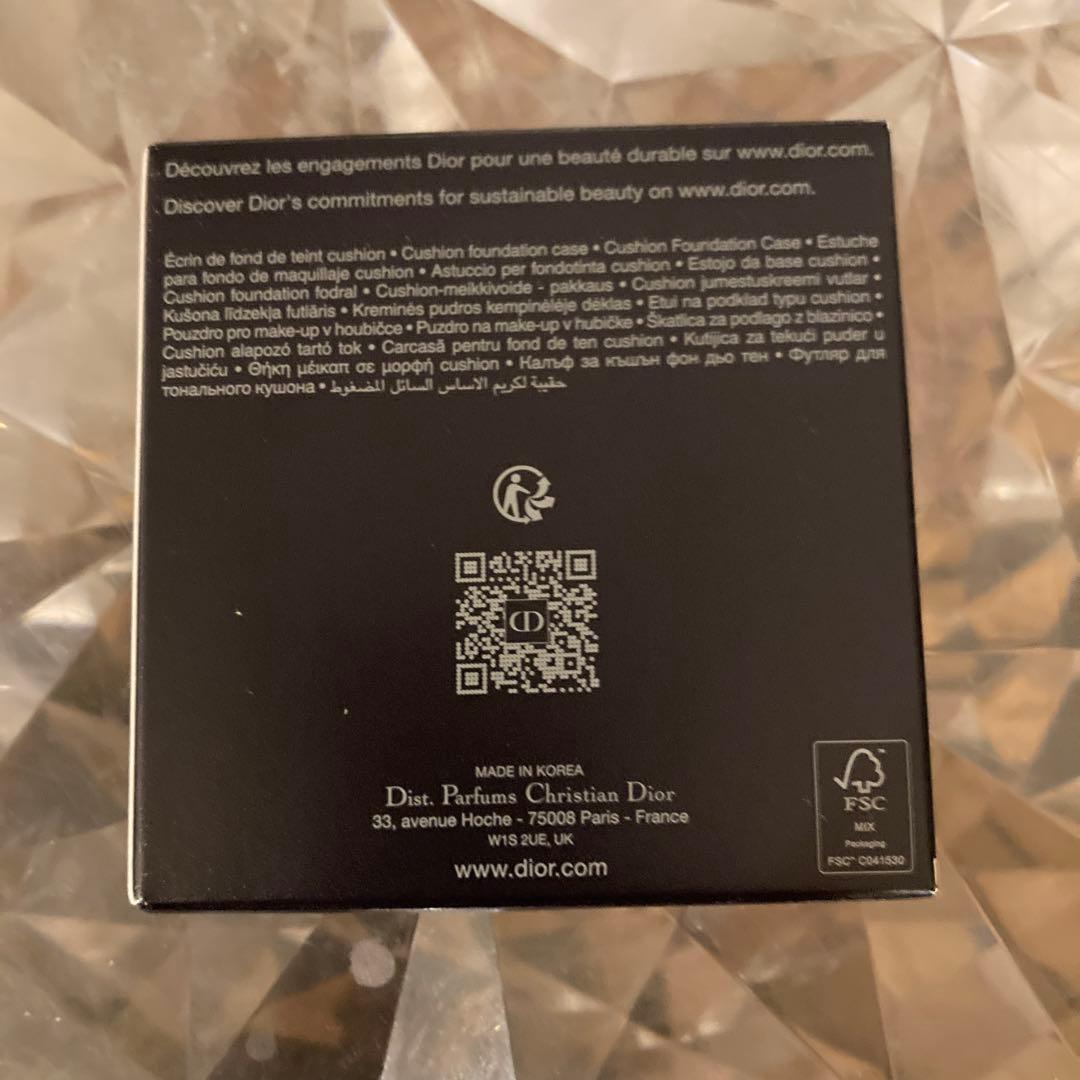 Découvrez les engagements Dior pour une beauté durable sur www.dior.com.
Discover Dior's commitments for sustainable beauty on www.dior.com.
Écrin de fond de teint cushion • Cushion foundation case • Cushion Foundation Case • Estuche
para fondo de maquillaje cushion • Astuccio per fondotinta cushion • Estojo da base cushion •
Cushion foundation fodral • Cushion-meikkivoide - pakkaus • Cushion jumestuskreemi vutlar •
Kušona līdzekļa futlāris • Kreminės pudros kempinėlėje dėklas • Etui na podkład typu cushion •
Pouzdro pro make-up v houbičce • Puzdro na make-up v hubičke • Škatlica za podlago z blazinico •
Cushion alapozó tartó tok • Carcasă pentru fond de ten cushion • Kutijica za tekući puder u
jastučiću • Θήκη μέικαπ σε μορφή cushion • Калъф за къшън фон дьо тен • Футляр для
тонального кушона • حقيبة لكريم الاساس السائل المضغوط
CD
MADE IN KOREA
Dist. Parfums Christian Dior
33, avenue Hoche - 75008 Paris - France
W1S 2UE, UK
www.dior.com
FSC
MIX
Packaging
FSC™ C041530